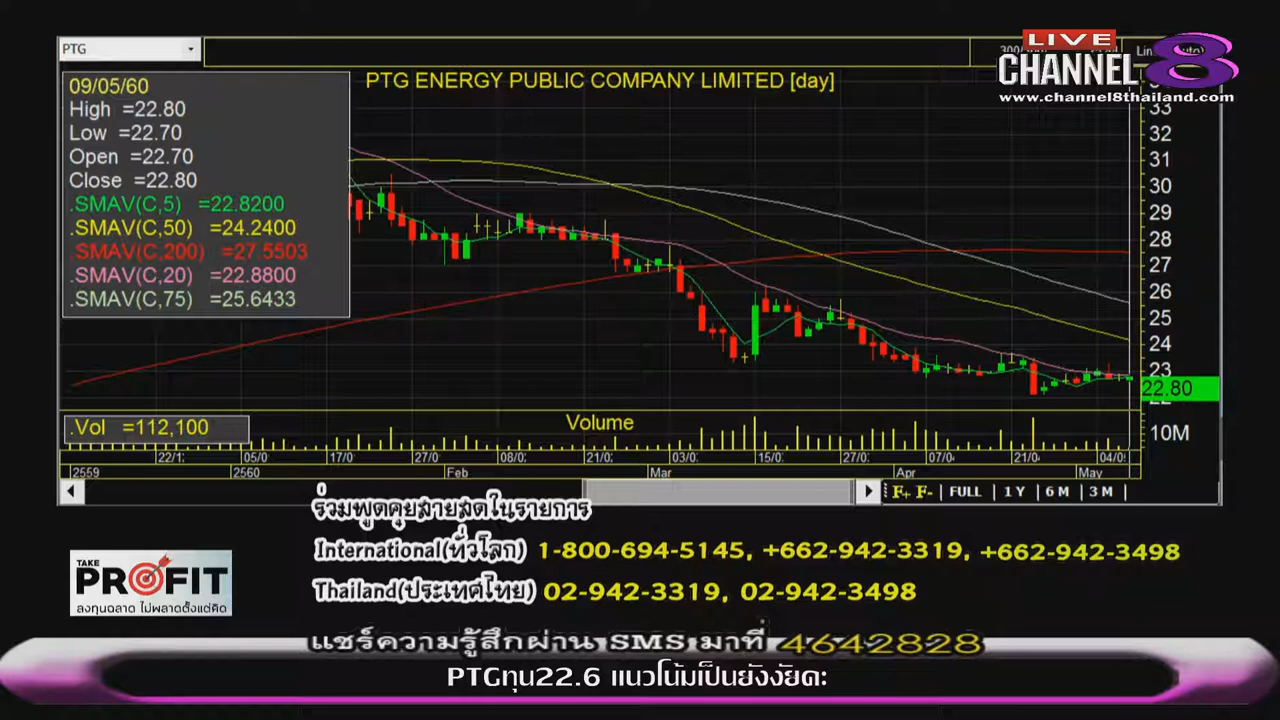 PTG
LIVE
CHANNEL 8
www.channel8thailand.com
PTG ENERGY PUBLIC COMPANY LIMITED [day]
09/05/60
High =22.80
Low =22.70
Open =22.70
Close =22.80
.SMAV(C,5) =22.8200
.SMAV(C,50) =24.2400
.SMAV(C,200) =27.5503
.SMAV(C,20) =22.8800
.SMAV(C,75) =25.6433
33
32
31
30
29
28
27
26
25
24
23
22.80
22
.Vol =112,100
Volume
10M
22/1: 05/0 17/0 27/0 08/0: 21/0: 03/0: 15/0: 27/0: 07/0 21/0 04/0
2559 2560 Feb Mar Apr May
F+ F- FULL 1 Y 6 M 3 M
0
ร่วมพูดคุยสายสดในรายการ
International(ทั่วโลก) 1-800-694-5145, +662-942-3319, +662-942-3498
Thailand(ประเทศไทย) 02-942-3319, 02-942-3498
TAKE
PROFIT
ลงทุนฉลาด ไม่พลาดตั้งแต่คิด
แชร์ความรู้สึกผ่าน SMS มาที่ 4642828
PTGทุน22.6 แนวโน้มเป็นยังงัยคะ